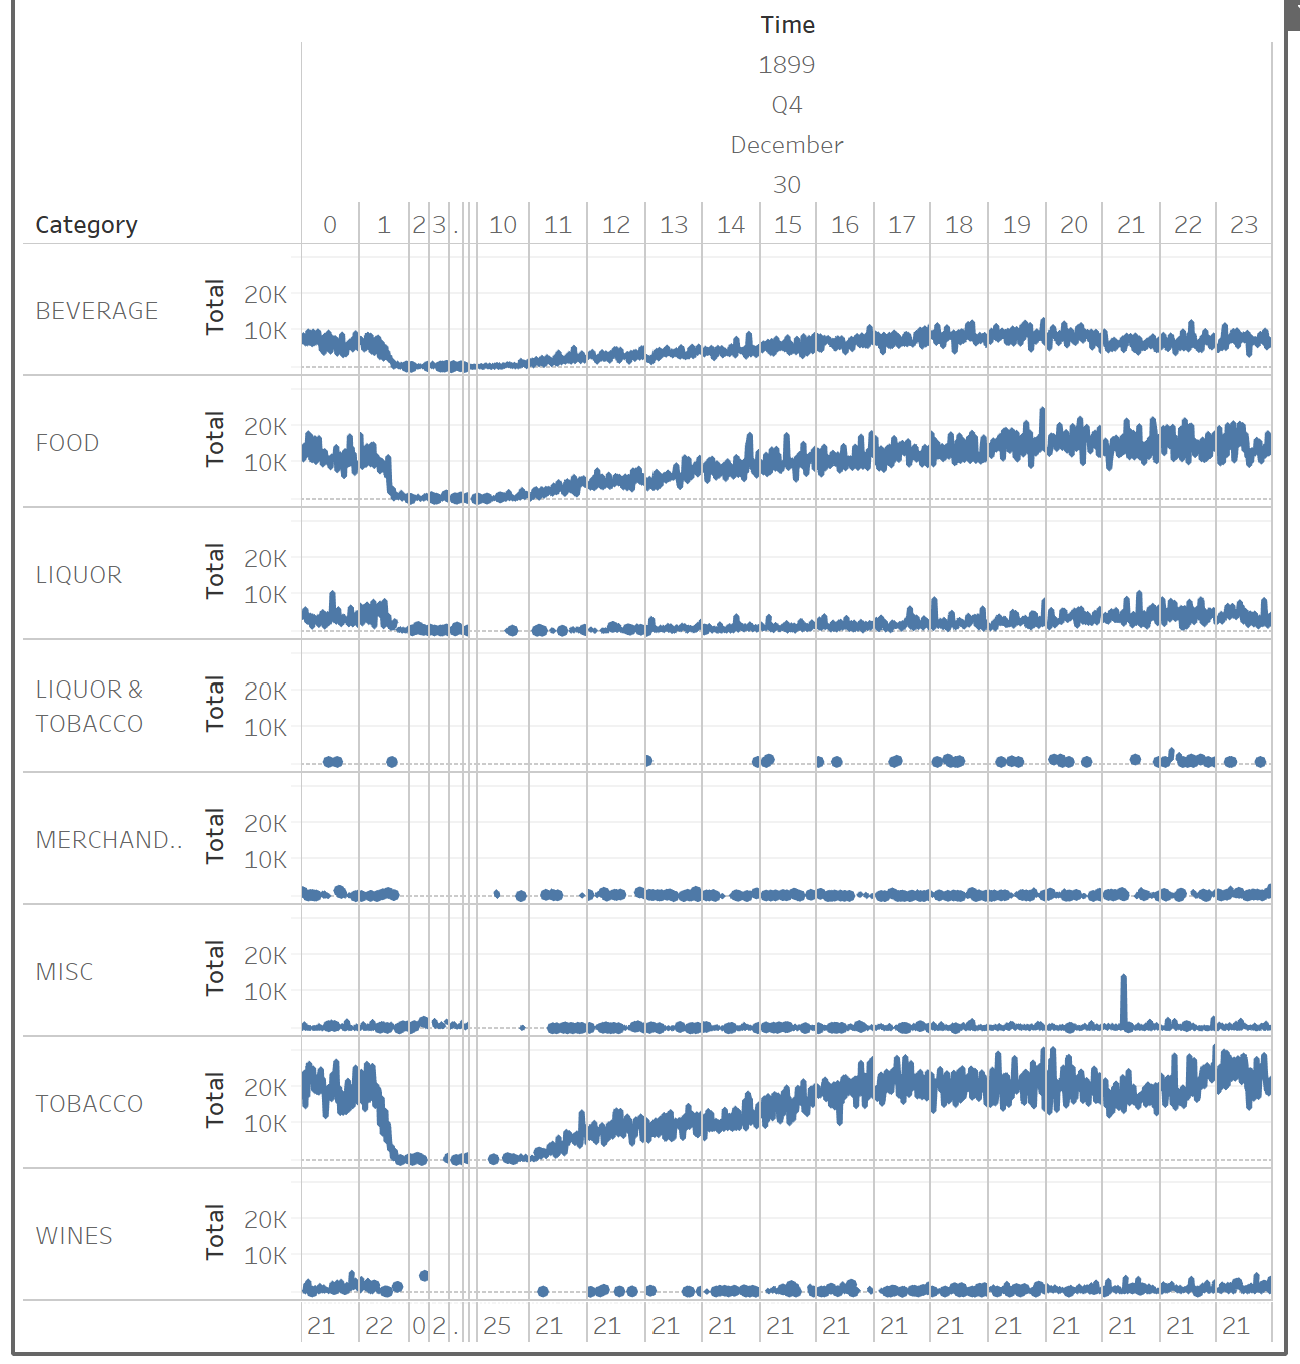 Time
1899
Q4
December
30
Category 0 1 2 3 . 10 11 12 13 14 15 16 17 18 19 20 21 22 23
BEVERAGE Total 20K 10K
FOOD Total 20K 10K
LIQUOR Total 20K 10K
LIQUOR & TOBACCO Total 20K 10K
MERCHAND.. Total 20K 10K
MISC Total 20K 10K
TOBACCO Total 20K 10K
WINES Total 20K 10K
21 22 0 2. 25 21 21 21 21 21 21 21 21 21 21 21 21 21